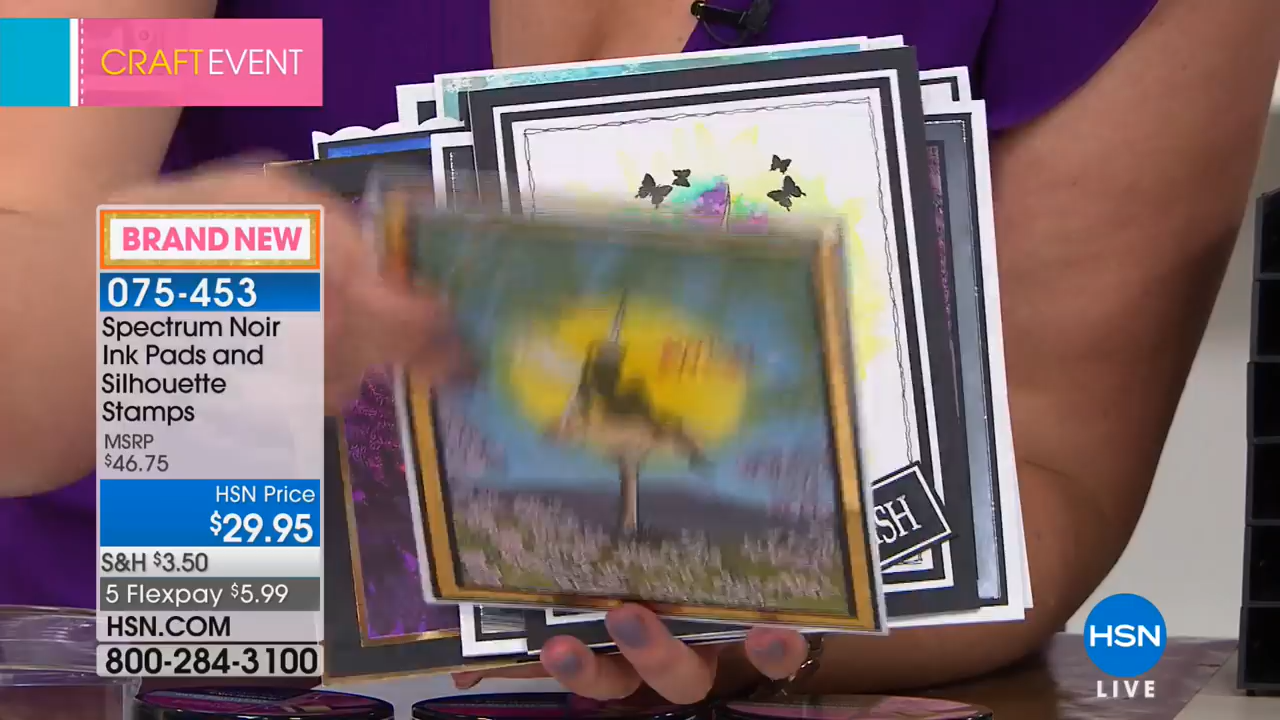 CRAFT EVENT
BRAND NEW
075-453
Spectrum Noir
Ink Pads and
Silhouette
Stamps
MSRP
$46.75
HSN Price
$29.95
S&H $3.50
5 Flexpay $5.99
HSN.COM
800-284-3100
HSN
LIVE